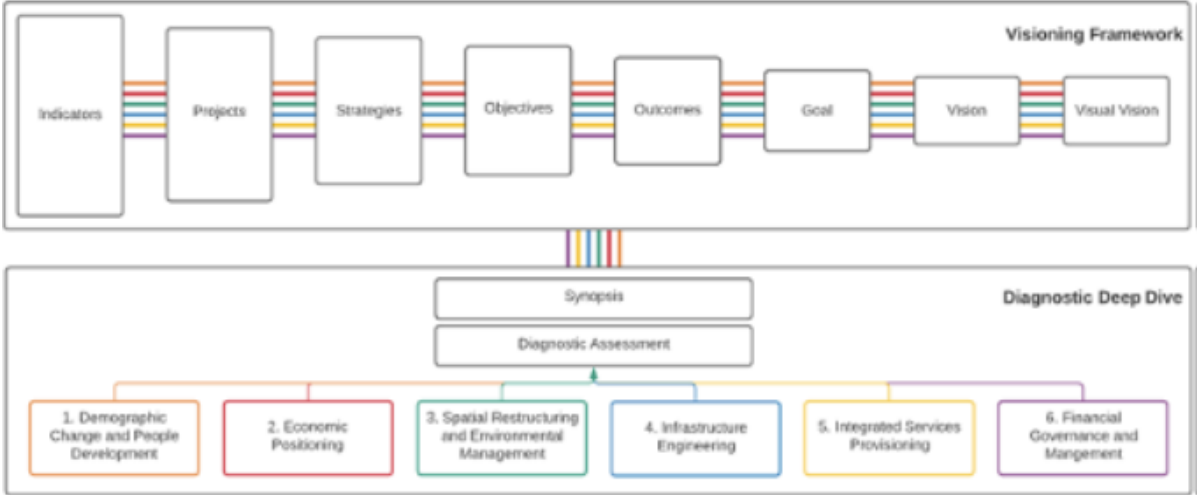 Visioning Framework
Indicators
Projects
Strategies
Objectives
Outcomes
Goal
Vision
Visual Vision
Diagnostic Deep Dive
Synopsis
Diagnostic Assessment
1. Demographic
Change and People
Development
2. Economic
Positioning
3. Spatial Restructuring
and Environmental
Management
4. Infrastructure
Engineering
5. Integrated Services
Provisioning
6. Financial
Governance and
Mangement